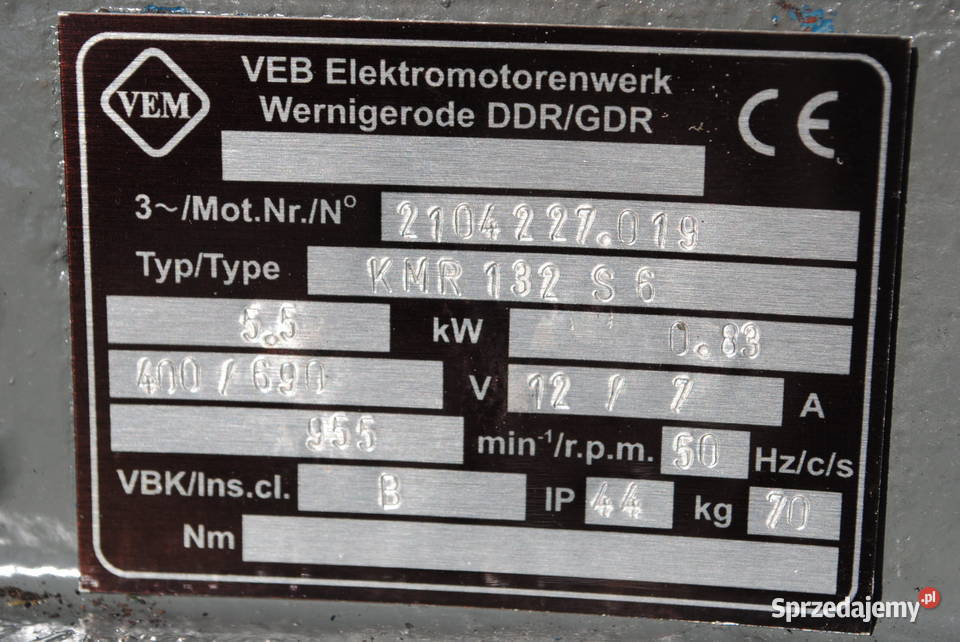 VEM
VEB Elektromotorenwerk
Wernigerode DDR/GDR
CE
3~/Mot.Nr./N° 2104227.019
Typ/Type KMR 132 S 6
5.5 kW 0.83
400/690 V 12 / 7 A
955 min⁻¹/r.p.m. 50 Hz/c/s
VBK/Ins.cl. B IP 44 kg 70
Nm
Sprzedajemy.pl